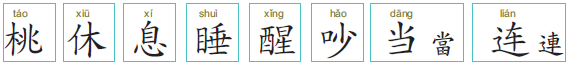 táo xiū xí shuì xǐng hǎo dāng lián
桃 休 息 睡 醒 吵 当 當 连 連